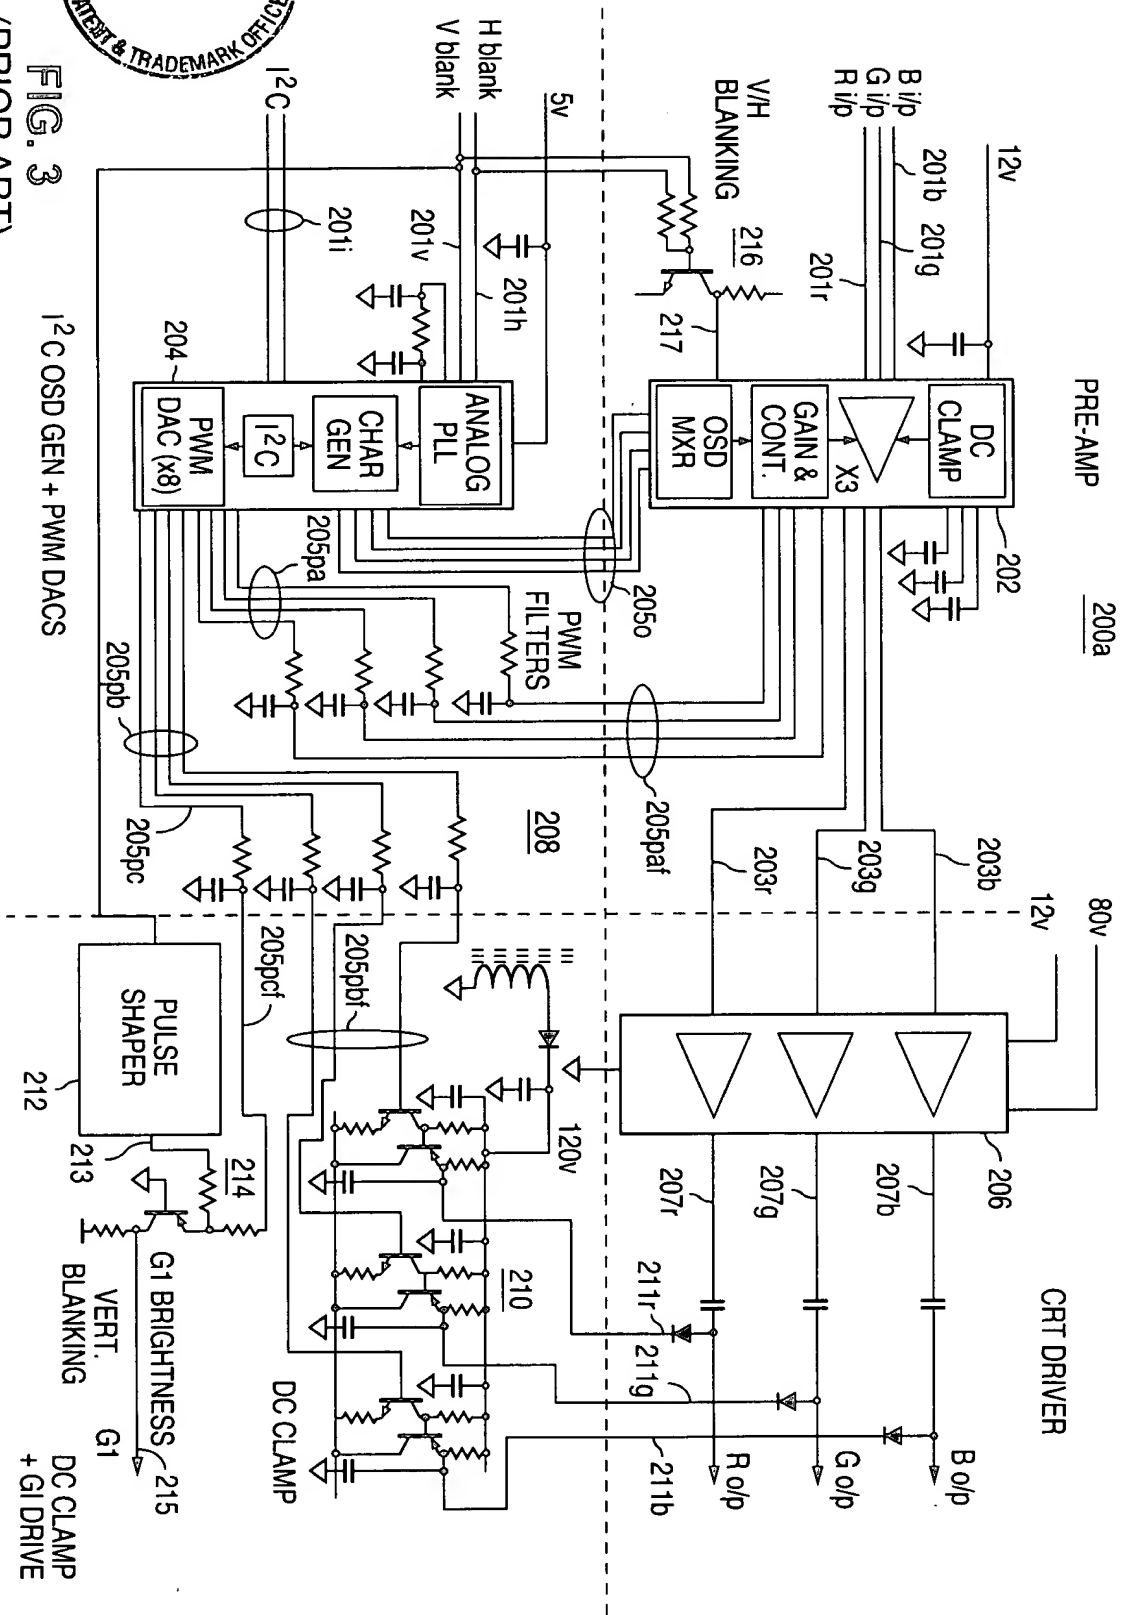 PATENT & TRADEMARK OFFICE
FIG. 3
(PRIOR ART)
PRE-AMP
200a
CRT DRIVER
12v
B i/p
G i/p
R i/p
201b
201g
201r
DC
CLAMP
X3
GAIN &
CONT.
OSD
MXR
202
V/H
BLANKING
216
217
203b
203g
203r
80v
12v
206
207b
207g
207r
B o/p
G o/p
R o/p
211r
211g
211b
5v
H blank
V blank
201v
201h
I²C
201i
204
ANALOG
PLL
CHAR
GEN
I²C
PWM
DAC (x8)
I²C OSD GEN + PWM DACS
205o
205pa
PWM
FILTERS
205paf
205pb
205pc
208
205pbf
205pcf
120v
210
DC CLAMP
PULSE
SHAPER
212
213
214
G1 BRIGHTNESS
VERT.
BLANKING
G1
215
DC CLAMP
+ GI DRIVE